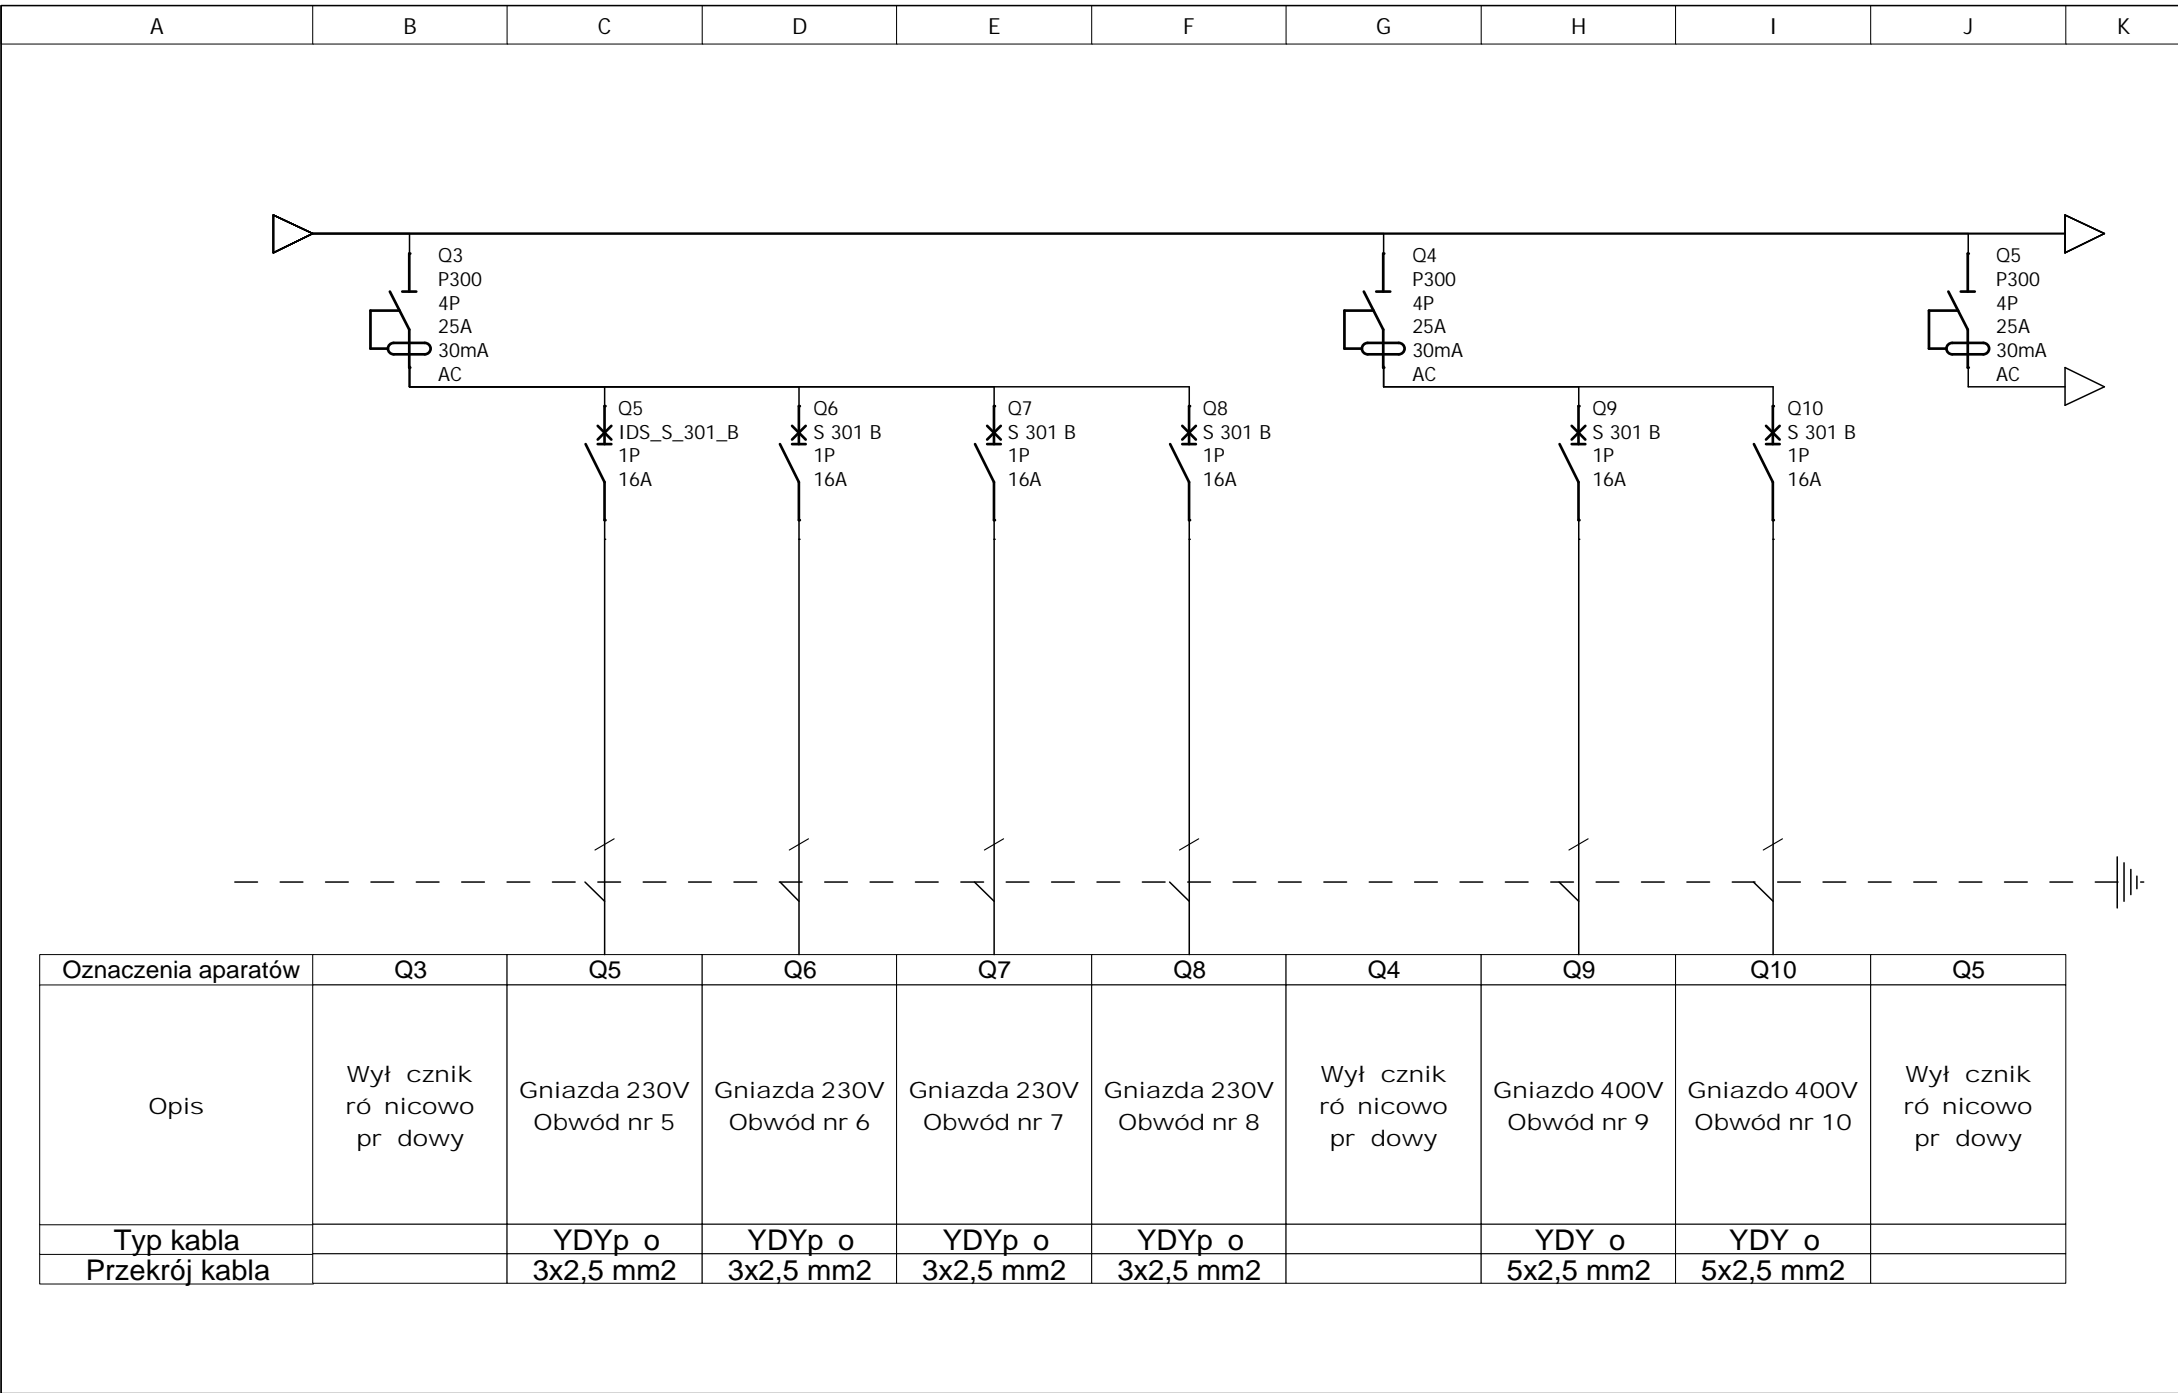 A B C D E F G H I J K
Q3
P300
4P
25A
30mA
AC
Q4
P300
4P
25A
30mA
AC
Q5
P300
4P
25A
30mA
AC
Q5
IDS_S_301_B
1P
16A
Q6
S 301 B
1P
16A
Q7
S 301 B
1P
16A
Q8
S 301 B
1P
16A
Q9
S 301 B
1P
16A
Q10
S 301 B
1P
16A
Oznaczenia aparatów Q3 Q5 Q6 Q7 Q8 Q4 Q9 Q10 Q5
Opis
Wył cznik
ró nicowo
pr dowy
Gniazda 230V
Obwód nr 5
Gniazda 230V
Obwód nr 6
Gniazda 230V
Obwód nr 7
Gniazda 230V
Obwód nr 8
Wył cznik
ró nicowo
pr dowy
Gniazdo 400V
Obwód nr 9
Gniazdo 400V
Obwód nr 10
Wył cznik
ró nicowo
pr dowy
Typ kabla YDYp o YDYp o YDYp o YDYp o YDY o YDY o
Przekrój kabla 3x2,5 mm2 3x2,5 mm2 3x2,5 mm2 3x2,5 mm2 5x2,5 mm2 5x2,5 mm2